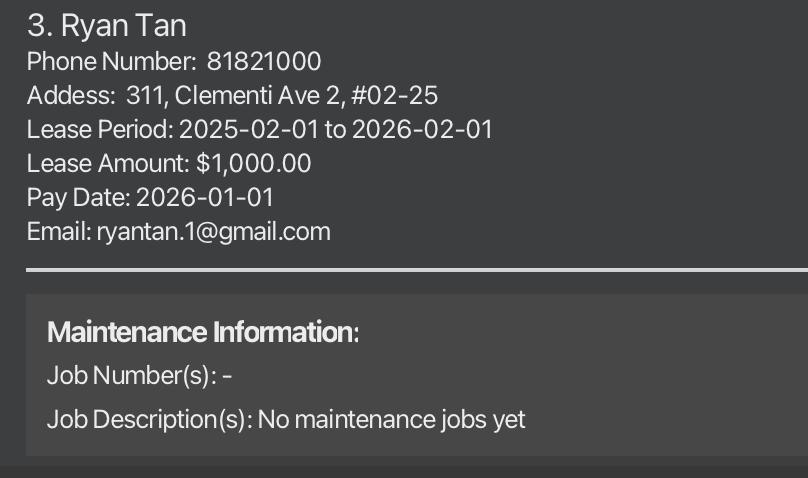 3. Ryan Tan
Phone Number: 81821000
Addess: 311, Clementi Ave 2, #02-25
Lease Period: 2025-02-01 to 2026-02-01
Lease Amount: $1,000.00
Pay Date: 2026-01-01
Email: ryantan.1@gmail.com
Maintenance Information:
Job Number(s): -
Job Description(s): No maintenance jobs yet